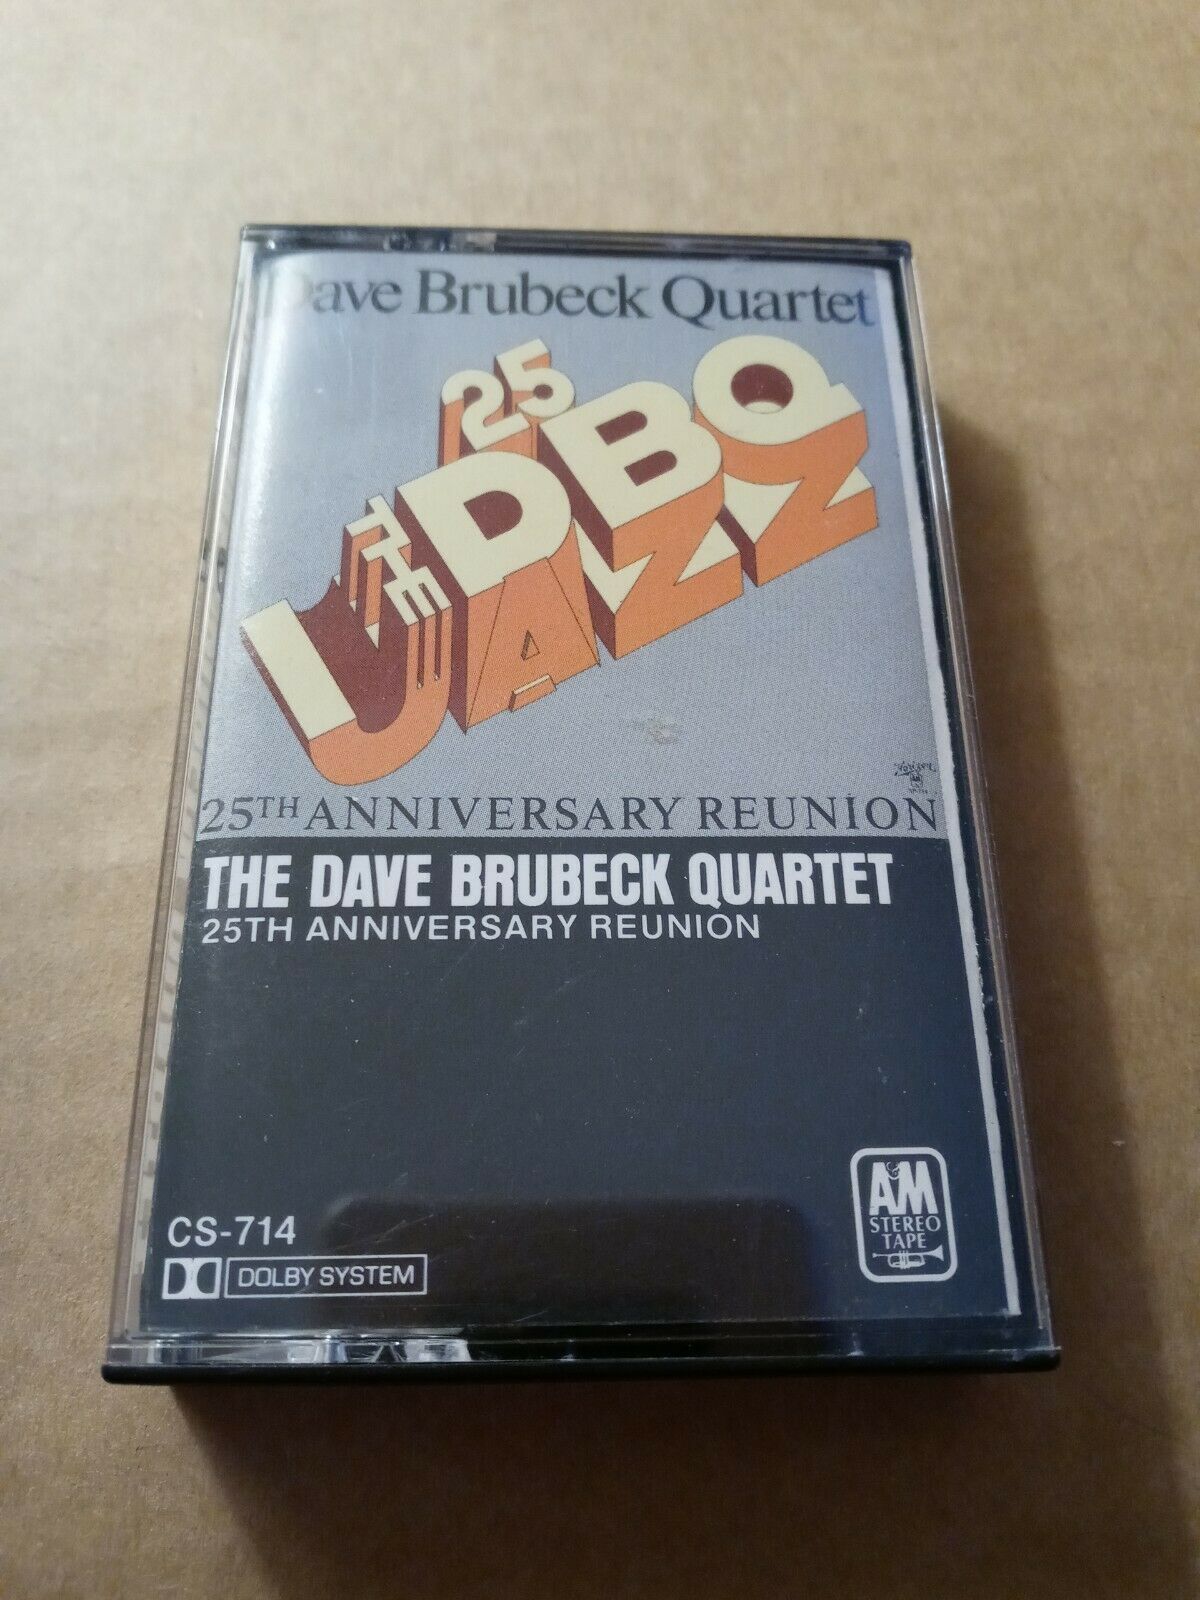 Dave Brubeck Quartet
25
THE DBQ
JAZZ
25TH ANNIVERSARY REUNION
THE DAVE BRUBECK QUARTET
25TH ANNIVERSARY REUNION
CS-714
DOLBY SYSTEM
A&M
STEREO
TAPE